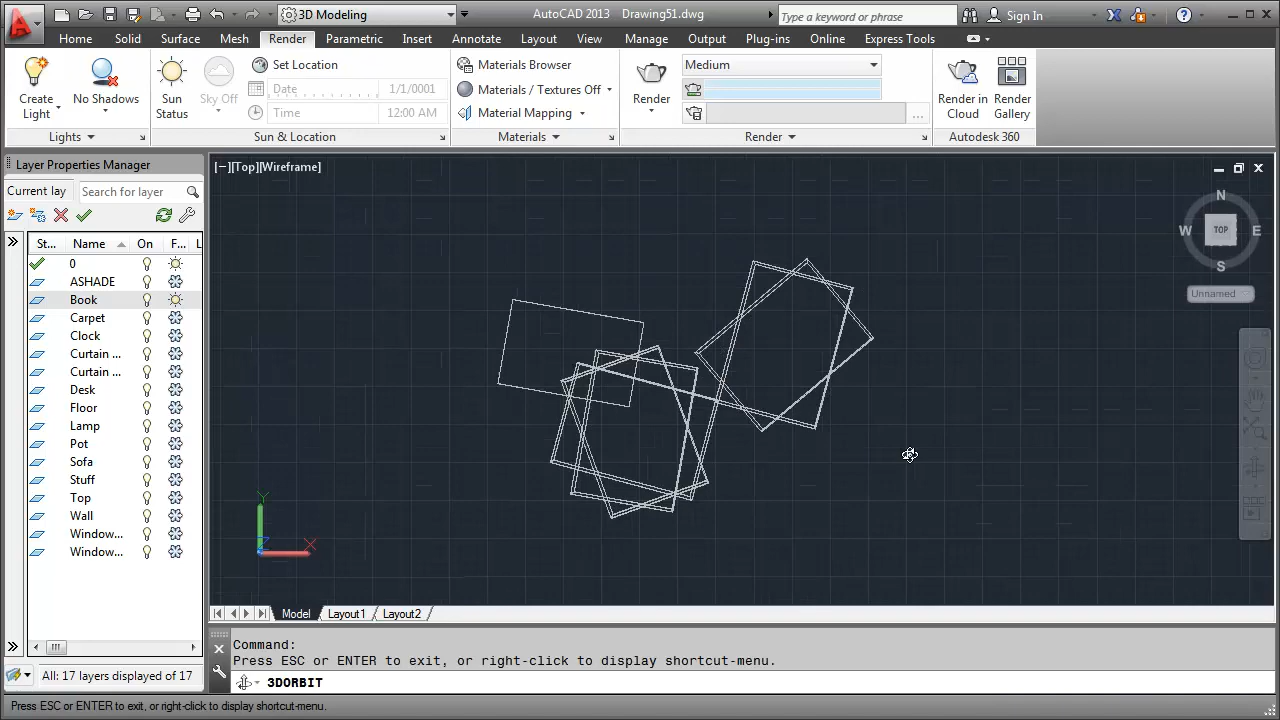 3D Modeling
AutoCAD 2013 Drawing51.dwg
Type a keyword or phrase
Sign In
Home Solid Surface Mesh Render Parametric Insert Annotate Layout View Manage Output Plug-ins Online Express Tools
Create Light
No Shadows
Sun Status
Sky Off
Set Location
Date 1/1/0001
Time 12:00 AM
Materials Browser
Materials / Textures Off
Material Mapping
Render
Medium
...
Render in Cloud
Render Gallery
Lights
Sun & Location
Materials
Render
Autodesk 360
Layer Properties Manager
Current lay
Search for layer
St... Name On F... L
0
ASHADE
Book
Carpet
Clock
Curtain ...
Curtain ...
Desk
Floor
Lamp
Pot
Sofa
Stuff
Top
Wall
Window...
Window...
All: 17 layers displayed of 17
[−][Top][Wireframe]
N
W TOP E
S
Unnamed
Y
Z
X
Model Layout1 Layout2
Command:
Press ESC or ENTER to exit, or right-click to display shortcut-menu.
3DORBIT
Press ESC or ENTER to exit, or right-click to display shortcut-menu.